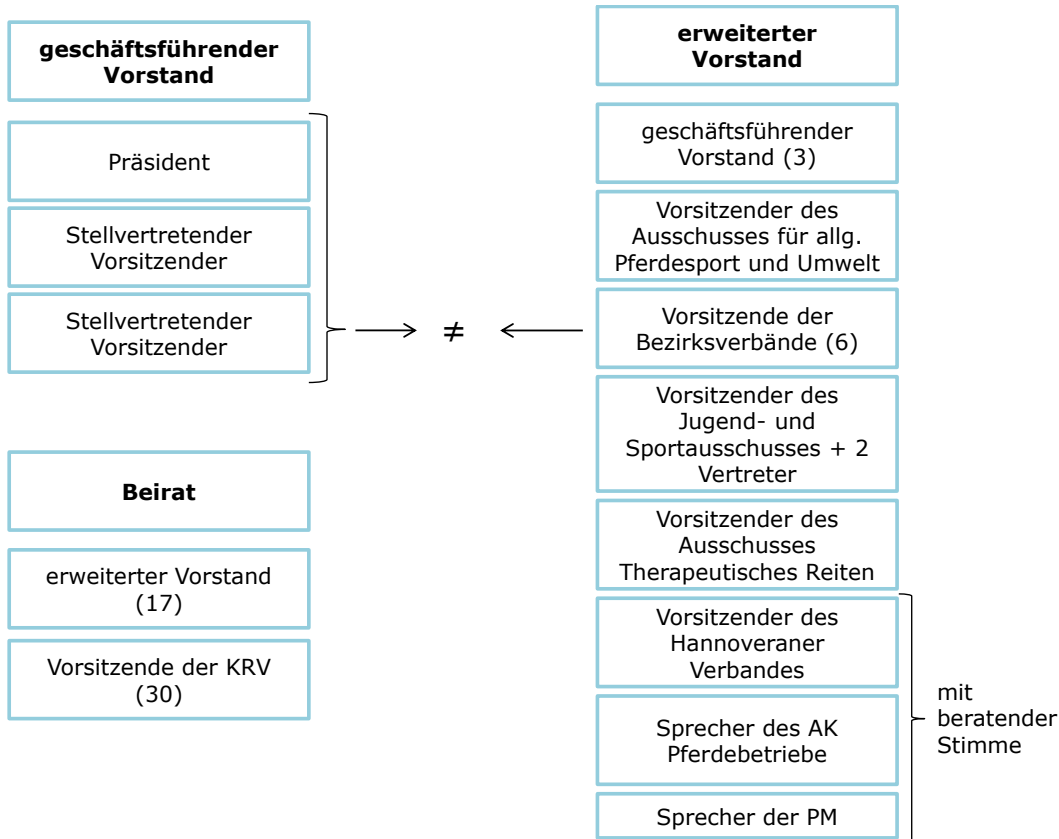 geschäftsführender
Vorstand
Präsident
Stellvertretender
Vorsitzender
Stellvertretender
Vorsitzender
≠
Beirat
erweiterter Vorstand
(17)
Vorsitzende der KRV
(30)
erweiterter
Vorstand
geschäftsführender
Vorstand (3)
Vorsitzender des
Ausschusses für allg.
Pferdesport und Umwelt
Vorsitzende der
Bezirksverbände (6)
Vorsitzender des
Jugend- und
Sportausschusses + 2
Vertreter
Vorsitzender des
Ausschusses
Therapeutisches Reiten
Vorsitzender des
Hannoveraner
Verbandes
Sprecher des AK
Pferdebetriebe
Sprecher der PM
mit
beratender
Stimme